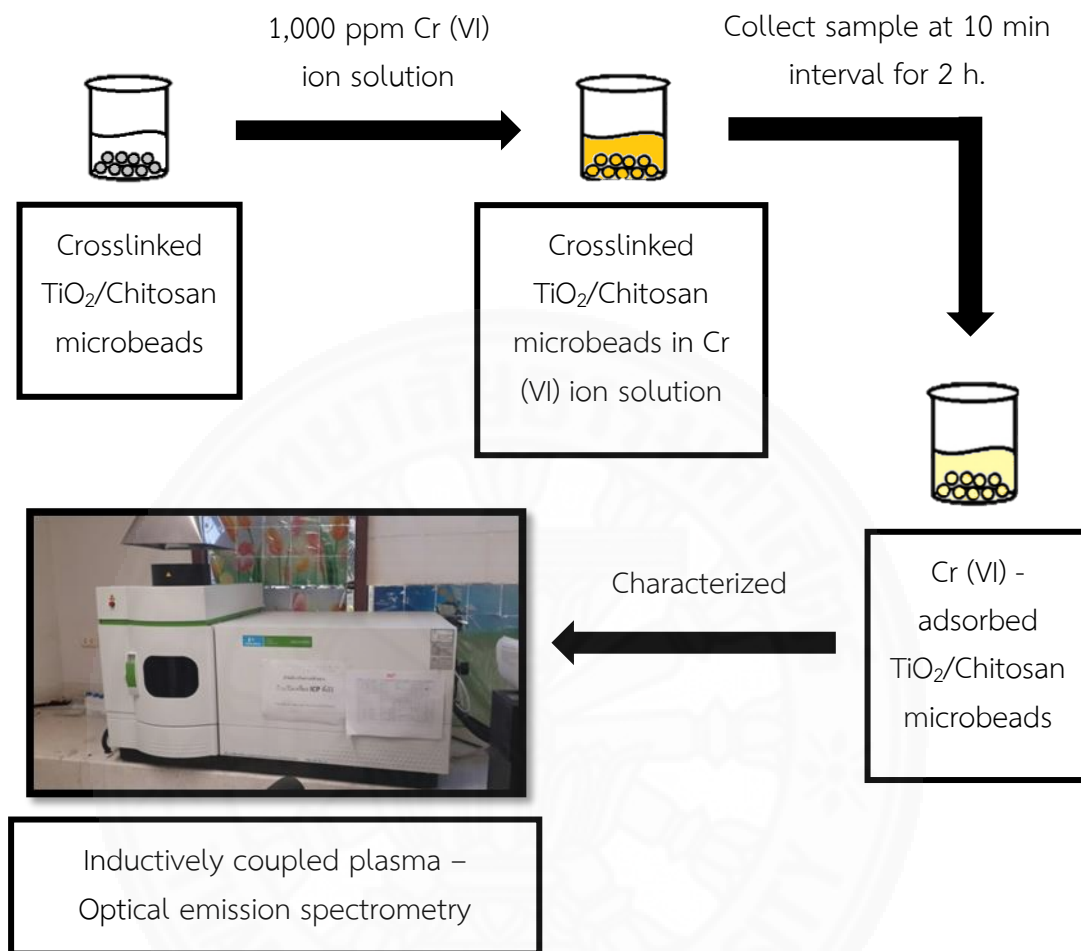 1,000 ppm Cr (VI)
ion solution
Collect sample at 10 min
interval for 2 h.
Crosslinked
TiO₂/Chitosan
microbeads
Crosslinked
TiO₂/Chitosan
microbeads in Cr
(VI) ion solution
Cr (VI) -
adsorbed
TiO₂/Chitosan
microbeads
Characterized
Inductively coupled plasma –
Optical emission spectrometry